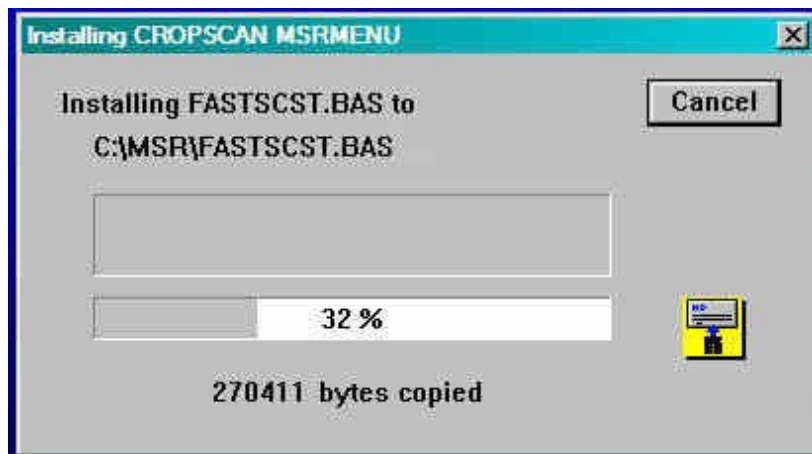 Installing CROPSCAN MSRMENU
Installing FASTSCST.BAS to
Cancel
C:\MSR\FASTSCST.BAS
32 %
270411 bytes copied